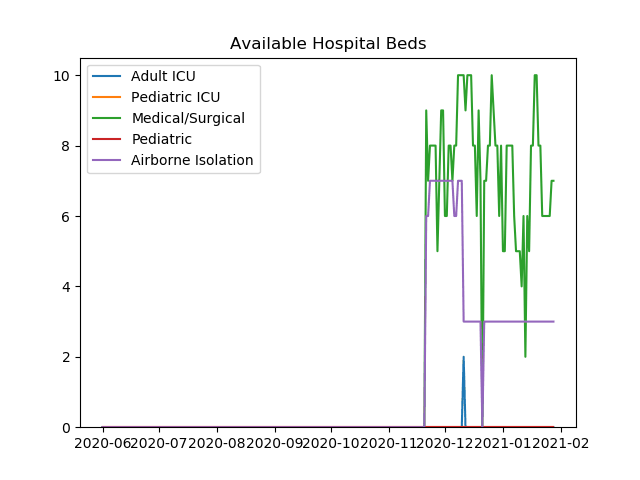 Available Hospital Beds
Adult ICU
Pediatric ICU
Medical/Surgical
Pediatric
Airborne Isolation
10
8
6
4
2
0
2020-06 2020-07 2020-08 2020-09 2020-10 2020-11 2020-12 2021-01 2021-02